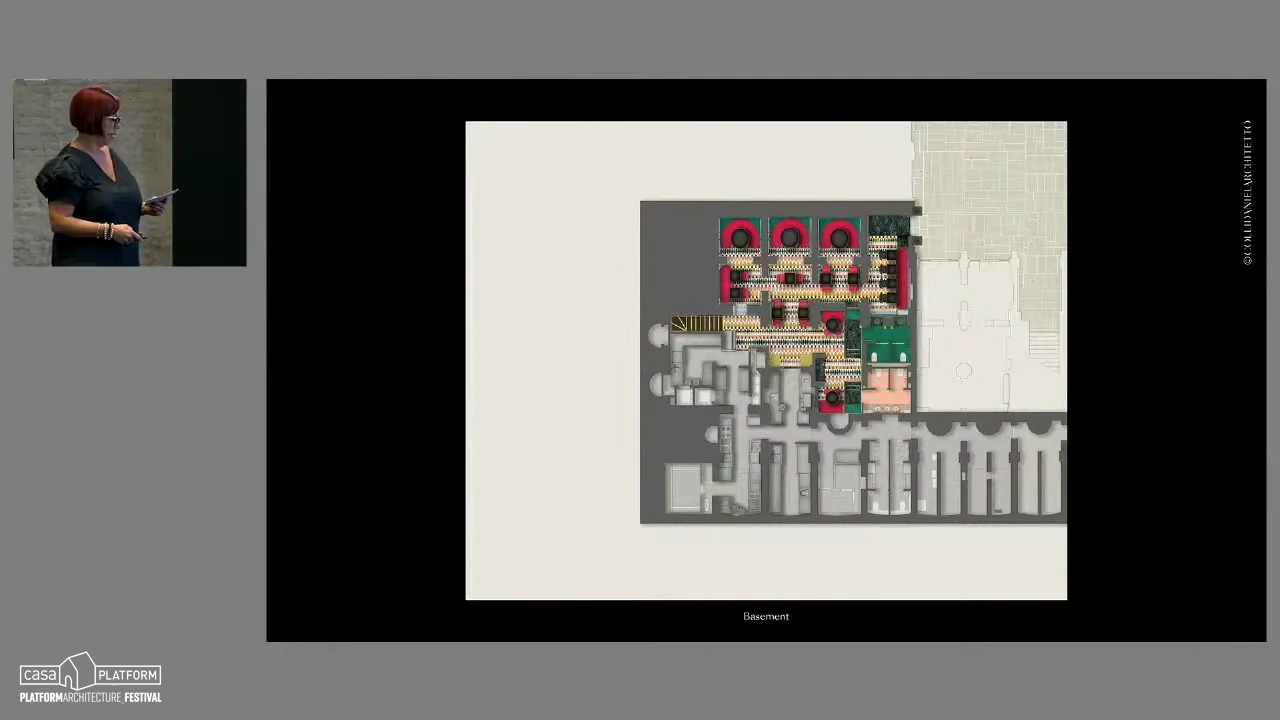 ©COLLIDANIELARCHITETTO
Basement
casa PLATFORM
PLATFORMARCHITECTURE_FESTIVAL